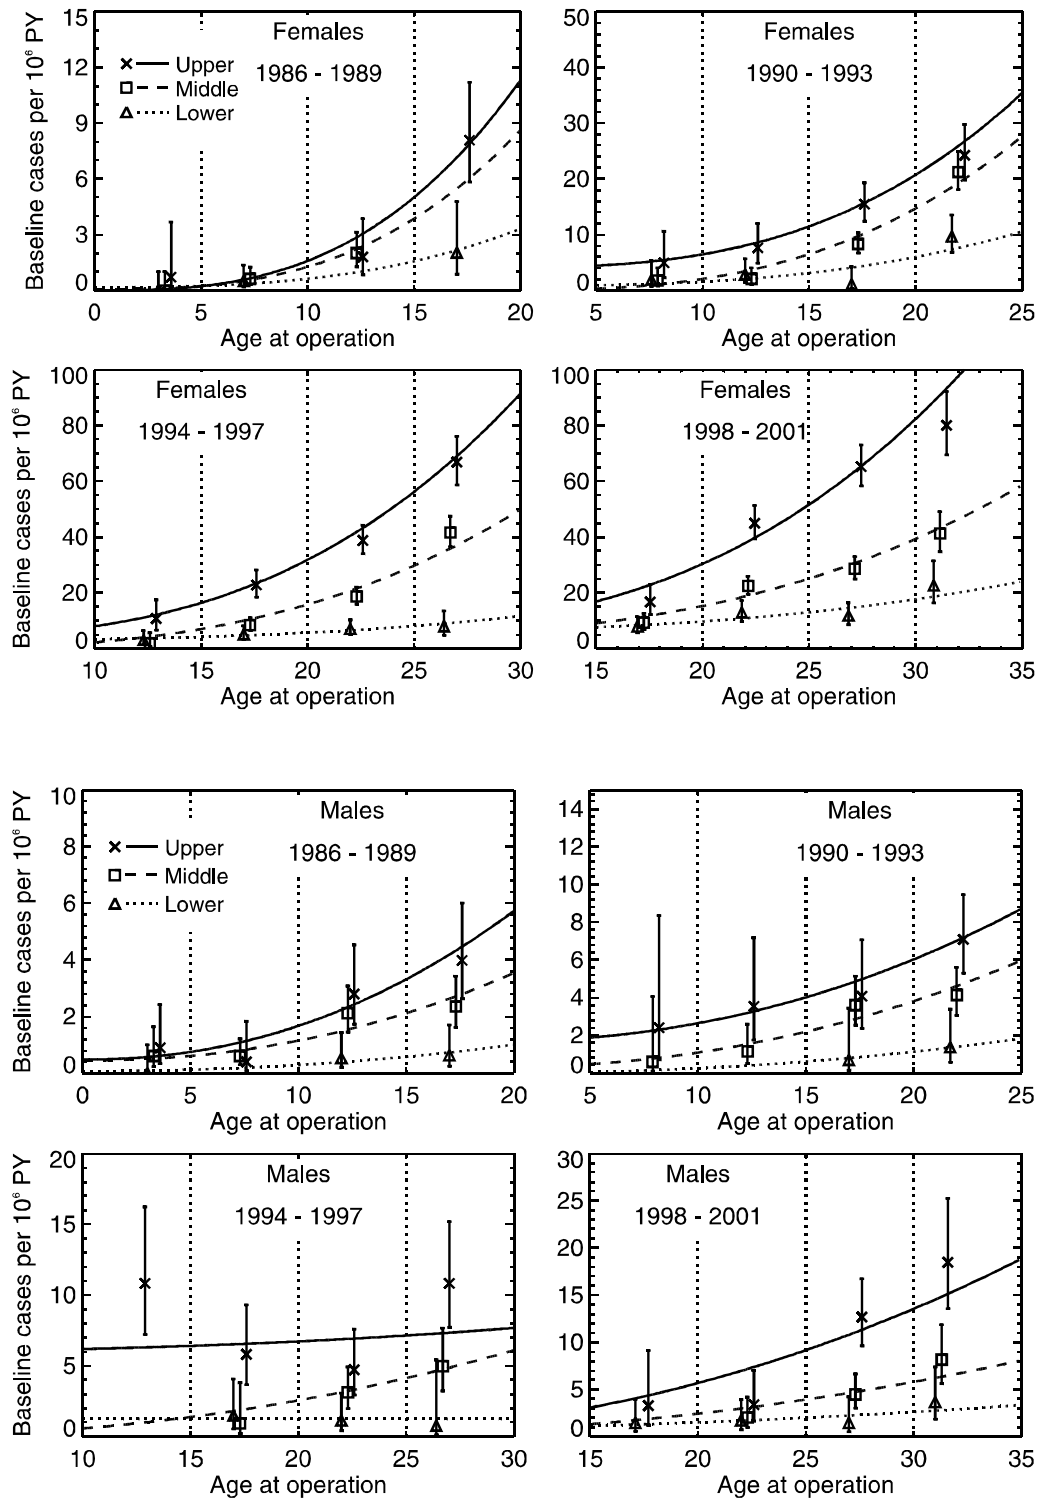 Baseline cases per 10⁶ PY
15
12
9
6
3
0
Females
1986 - 1989
Upper
Middle
Lower
0 5 10 15 20
Age at operation
50
40
30
20
10
0
Females
1990 - 1993
5 10 15 20 25
Age at operation
Baseline cases per 10⁶ PY
100
80
60
40
20
0
Females
1994 - 1997
10 15 20 25 30
Age at operation
100
80
60
40
20
0
Females
1998 - 2001
15 20 25 30 35
Age at operation
Baseline cases per 10⁶ PY
10
8
6
4
2
0
Males
1986 - 1989
Upper
Middle
Lower
0 5 10 15 20
Age at operation
14
12
10
8
6
4
2
0
Males
1990 - 1993
5 10 15 20 25
Age at operation
Baseline cases per 10⁶ PY
20
15
10
5
0
Males
1994 - 1997
10 15 20 25 30
Age at operation
30
25
20
15
10
5
0
Males
1998 - 2001
15 20 25 30 35
Age at operation